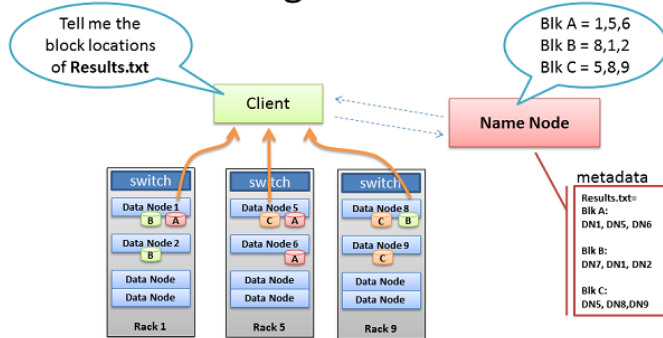 Tell me the
block locations
of Results.txt
Blk A = 1,5,6
Blk B = 8,1,2
Blk C = 5,8,9
Client
Name Node
metadata
Results.txt=
Blk A:
DN1, DN5, DN6
Blk B:
DN7, DN1, DN2
Blk C:
DN5, DN8,DN9
switch
Data Node 1
B
A
Data Node 2
B
Data Node
Data Node
Rack 1
switch
Data Node 5
C
A
Data Node 6
A
Data Node
Data Node
Rack 5
switch
Data Node 8
C
B
Data Node 9
C
Data Node
Data Node
Rack 9